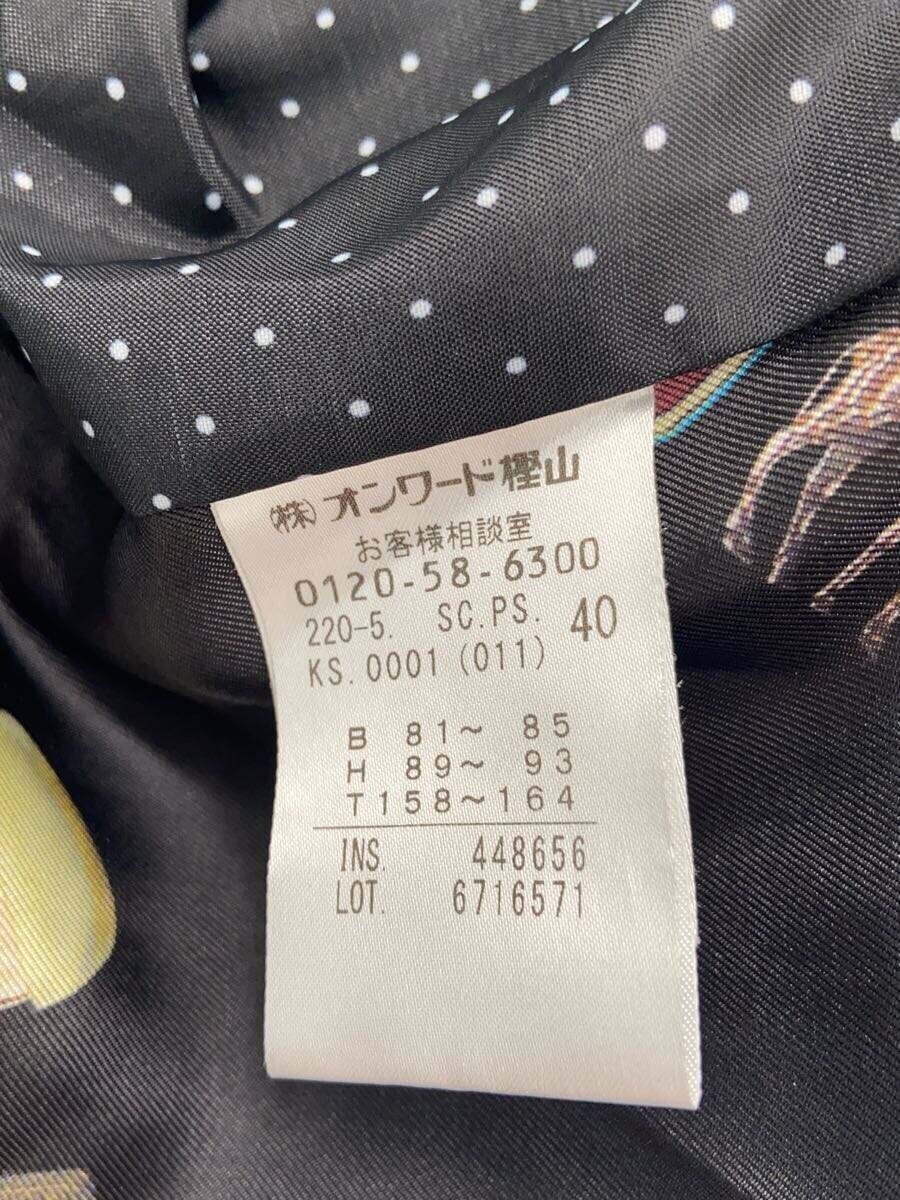 (株)オンワード樫山
お客様相談室
0120-58-6300
220-5. SC.PS. 40
KS.0001(011)
B 81～ 85
H 89～ 93
T158～164
INS. 448656
LOT. 6716571